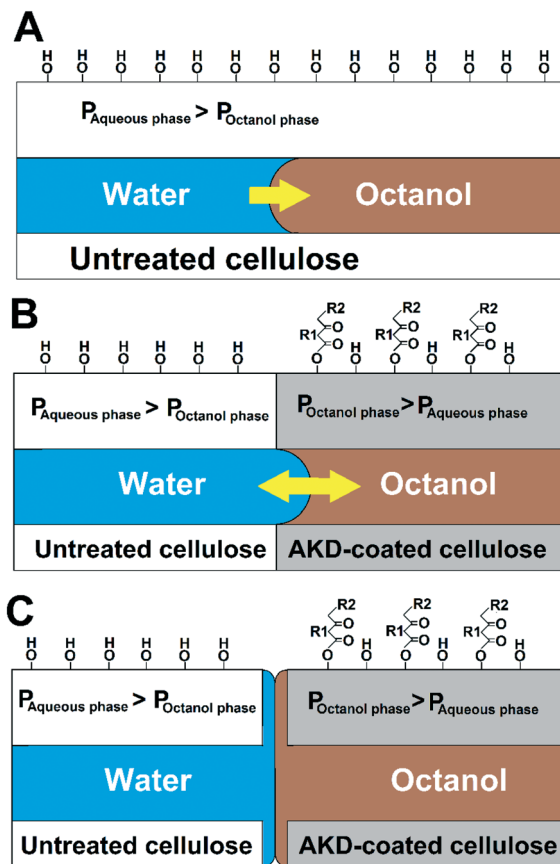 A
H H H H H H H H H H H H H H
O O O O O O O O O O O O O O
PAqueous phase > POctanol phase
Water Octanol
Untreated cellulose
B
R2 R2 R2
R1 O R1 O R1 O
H H H H H H O H O H O H
O O O O O O O O O O O O
PAqueous phase > POctanol phase POctanol phase > PAqueous phase
Water Octanol
Untreated cellulose AKD-coated cellulose
C
R2 R2 R2
R1 O R1 O R1 O
H H H H H H O H O H O H
O O O O O O O O O O O O
PAqueous phase > POctanol phase POctanol phase > PAqueous phase
Water Octanol
Untreated cellulose AKD-coated cellulose